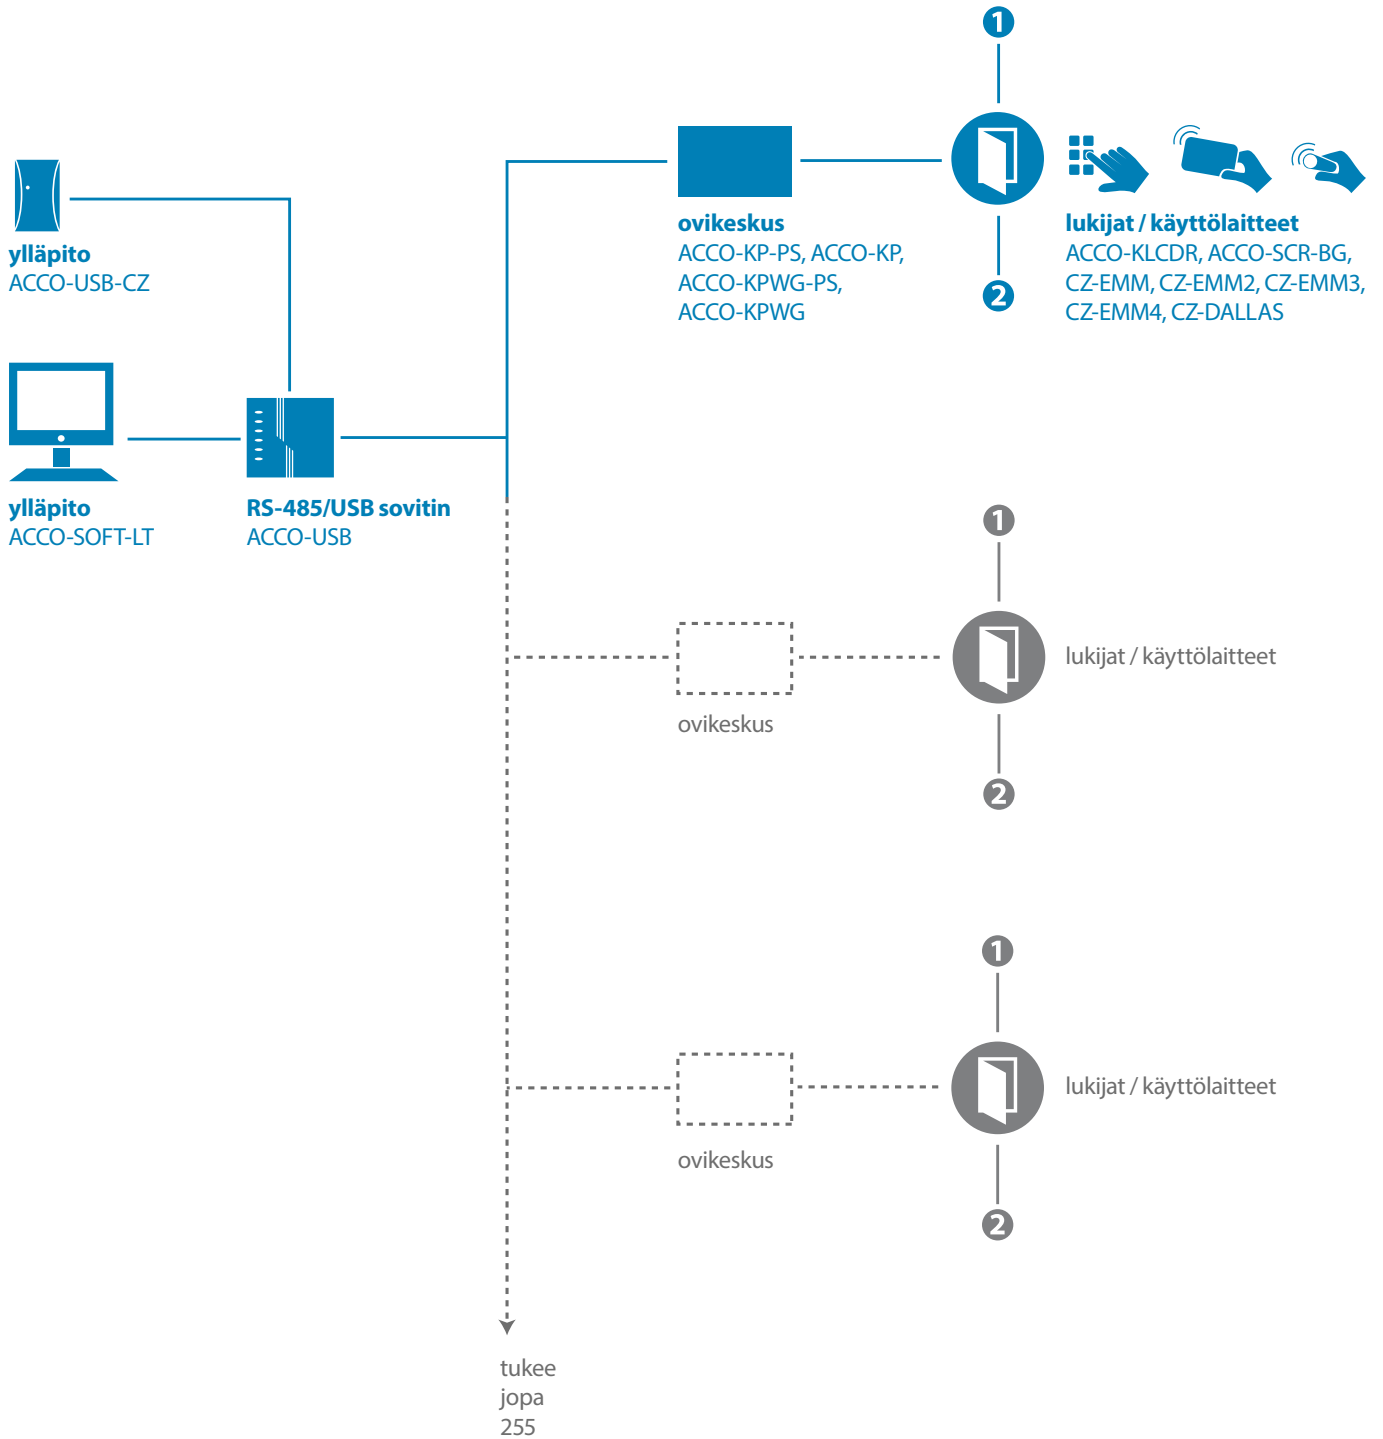 1
ylläpito
ACCO-USB-CZ
ovikeskus
ACCO-KP-PS, ACCO-KP,
ACCO-KPWG-PS,
ACCO-KPWG
2
lukijat / käyttölaitteet
ACCO-KLCDR, ACCO-SCR-BG,
CZ-EMM, CZ-EMM2, CZ-EMM3,
CZ-EMM4, CZ-DALLAS
ylläpito
ACCO-SOFT-LT
RS-485/USB sovitin
ACCO-USB
1
lukijat / käyttölaitteet
ovikeskus
2
1
lukijat / käyttölaitteet
ovikeskus
2
tukee
jopa
255